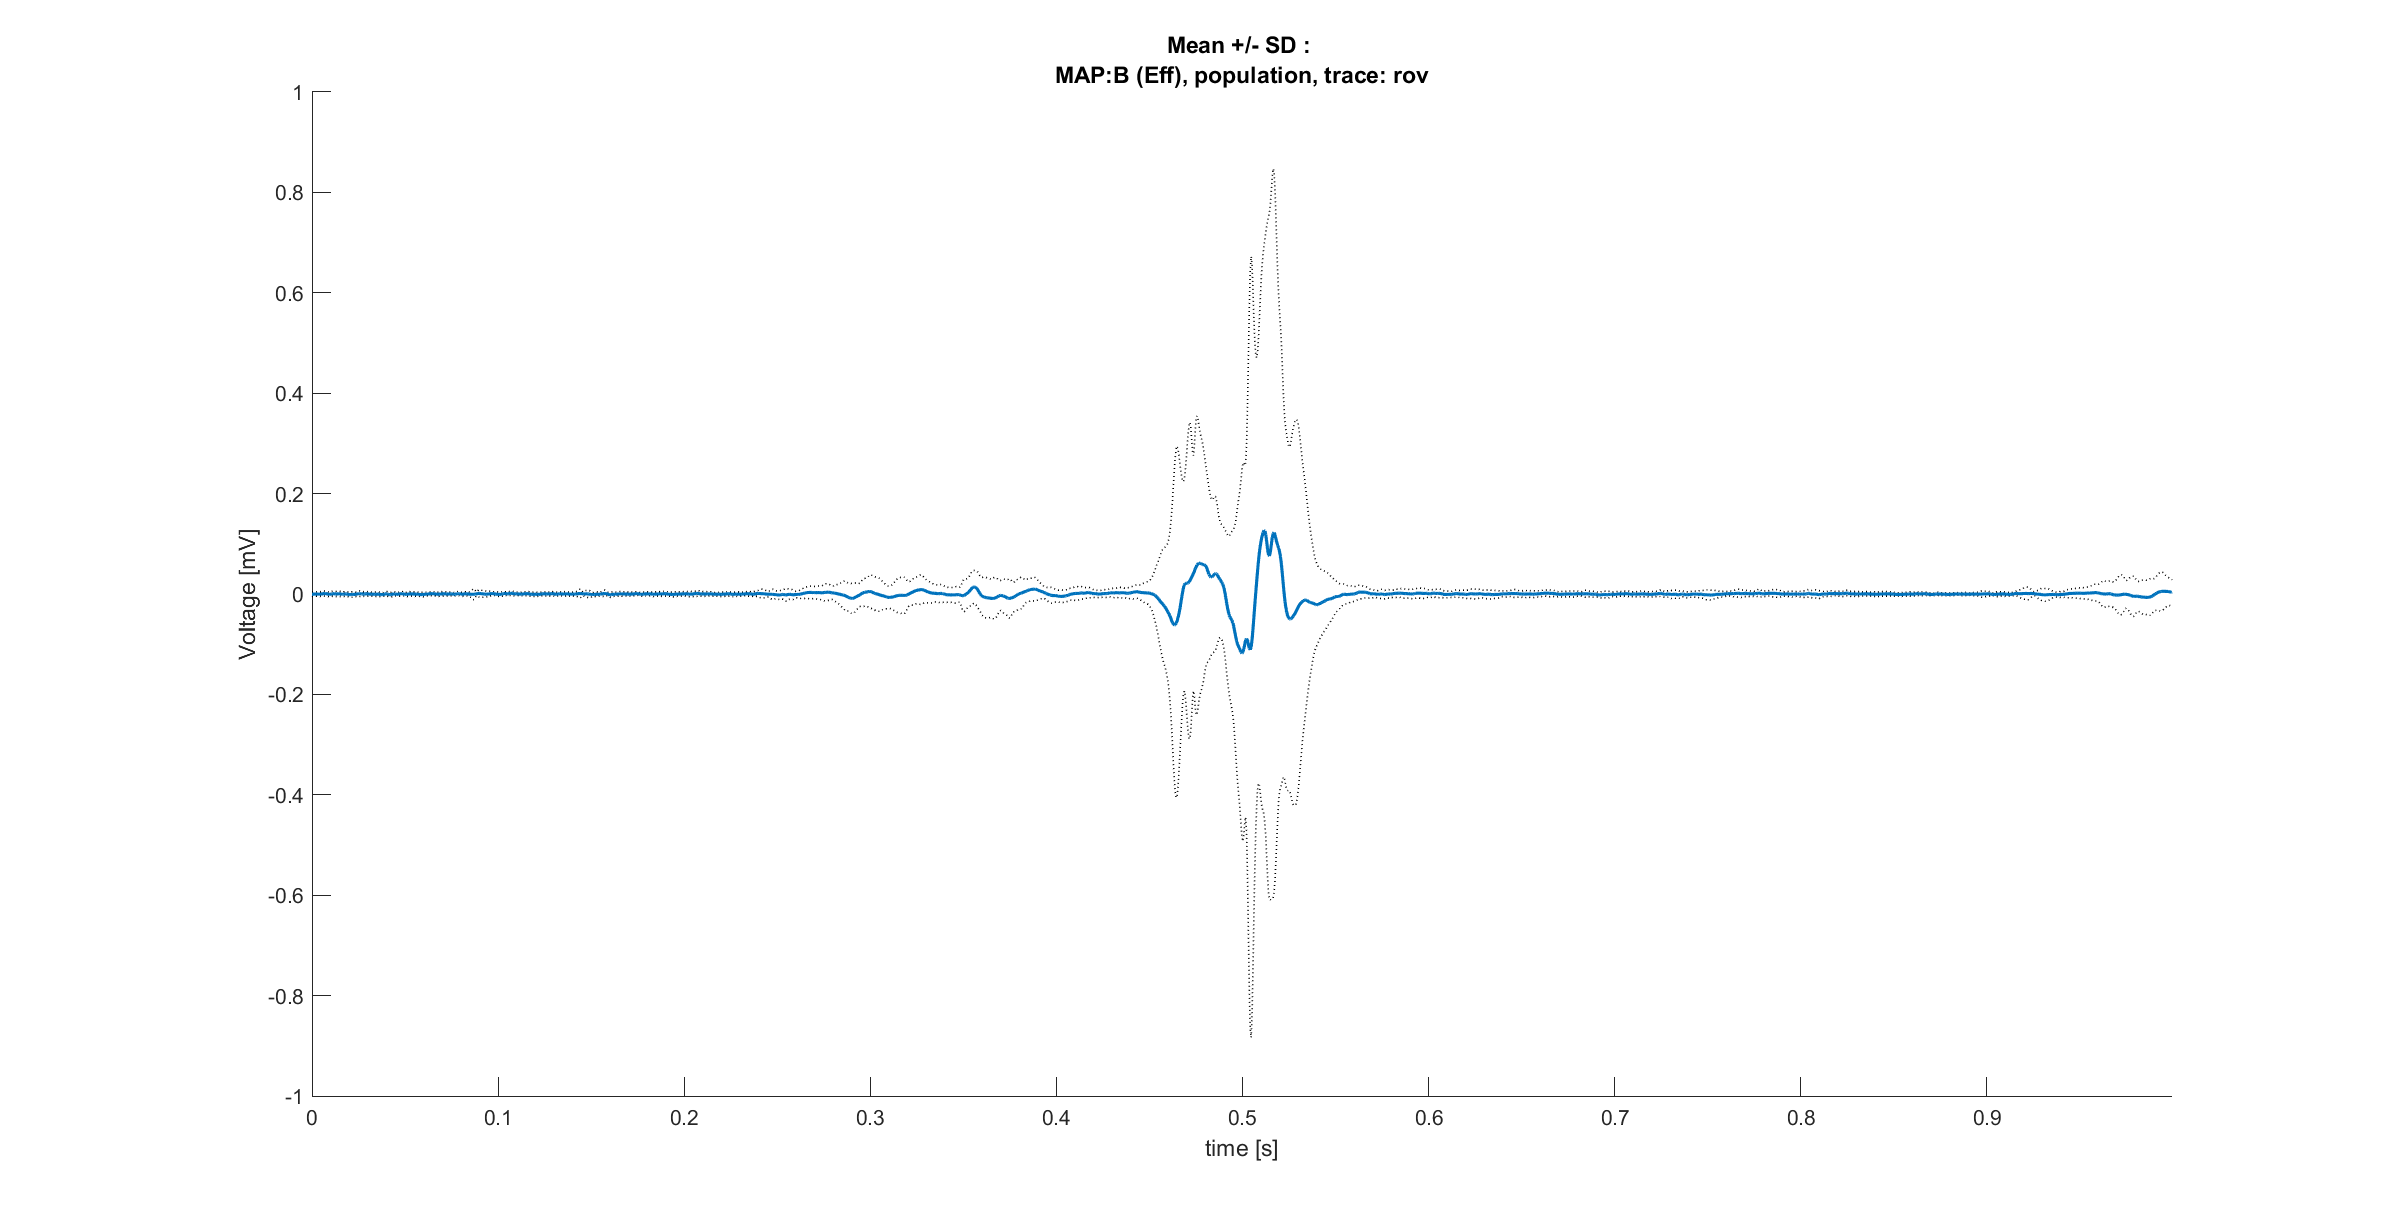 Mean +/- SD :
MAP:B (Eff), population, trace: rov
1
0.8
0.6
0.4
0.2
0
-0.2
-0.4
-0.6
-0.8
-1
Voltage [mV]
0 0.1 0.2 0.3 0.4 0.5 0.6 0.7 0.8 0.9
time [s]